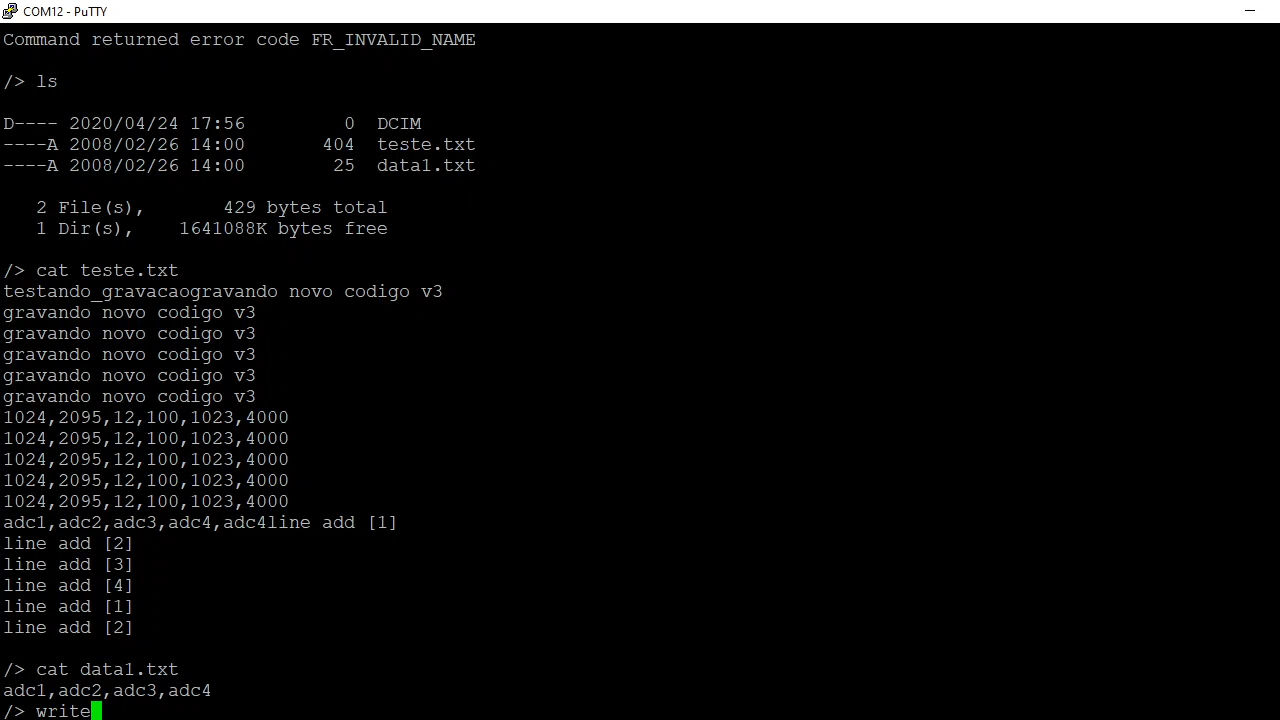 COM12 - PuTTY
Command returned error code FR_INVALID_NAME
/> ls
D---- 2020/04/24 17:56         0  DCIM
----A 2008/02/26 14:00       404  teste.txt
----A 2008/02/26 14:00        25  data1.txt
   2 File(s),       429 bytes total
   1 Dir(s),    1641088K bytes free
/> cat teste.txt
testando_gravacaogravando novo codigo v3
gravando novo codigo v3
gravando novo codigo v3
gravando novo codigo v3
gravando novo codigo v3
gravando novo codigo v3
1024,2095,12,100,1023,4000
1024,2095,12,100,1023,4000
1024,2095,12,100,1023,4000
1024,2095,12,100,1023,4000
1024,2095,12,100,1023,4000
adc1,adc2,adc3,adc4,adc4line add [1]
line add [2]
line add [3]
line add [4]
line add [1]
line add [2]
/> cat data1.txt
adc1,adc2,adc3,adc4
/> write